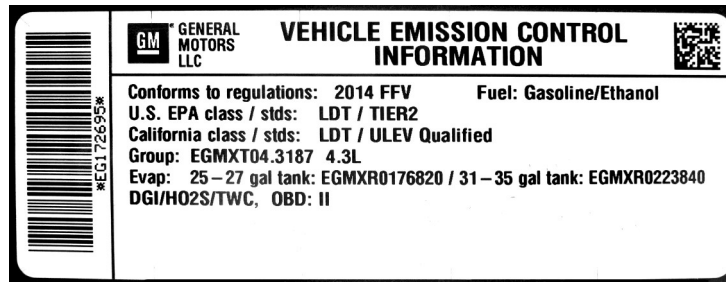 *EG172695*
GM
GENERAL
MOTORS
LLC
VEHICLE EMISSION CONTROL
INFORMATION
Conforms to regulations: 2014 FFV Fuel: Gasoline/Ethanol
U.S. EPA class / stds: LDT / TIER2
California class / stds: LDT / ULEV Qualified
Group: EGMXT04.3187 4.3L
Evap: 25–27 gal tank: EGMXR0176820 / 31–35 gal tank: EGMXR0223840
DGI/HO2S/TWC, OBD: II